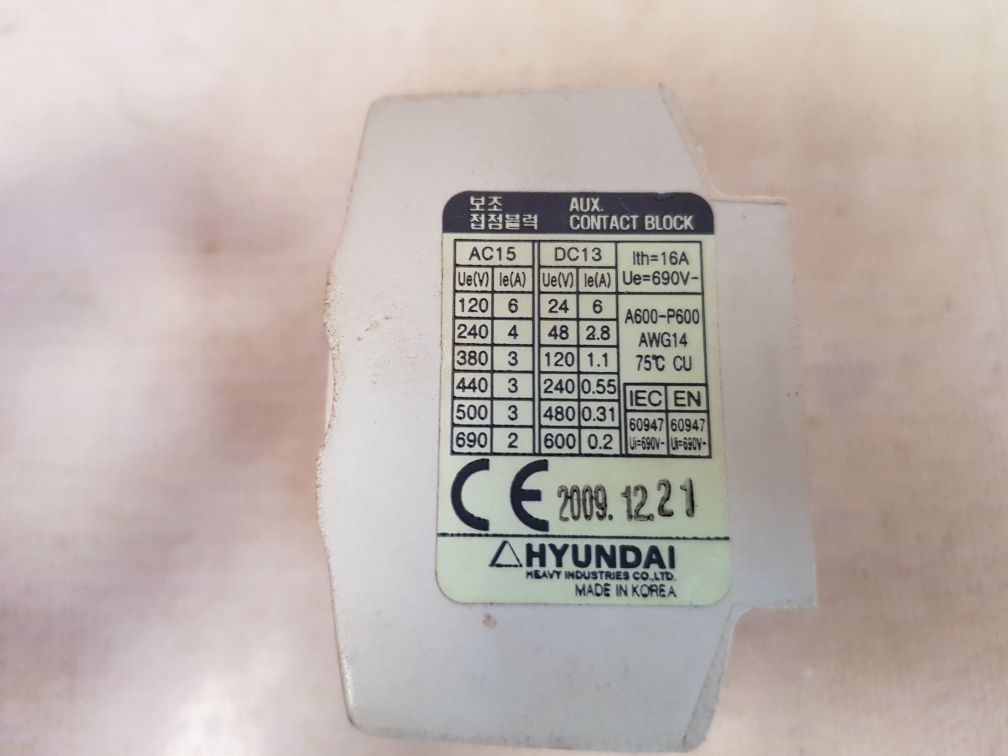 보조 AUX.
접점블럭 CONTACT BLOCK
AC15 DC13 Ith=16A
Ue(V) Ie(A) Ue(V) Ie(A) Ue=690V~
120 6 24 6 A600-P600
240 4 48 2.8 AWG14
380 3 120 1.1 75℃ CU
440 3 240 0.55 IEC EN
500 3 480 0.31 60947 60947
690 2 600 0.2 Ui=690V~ Ui=690V~
CE 2009.12.21
HYUNDAI
HEAVY INDUSTRIES CO.,LTD.
MADE IN KOREA